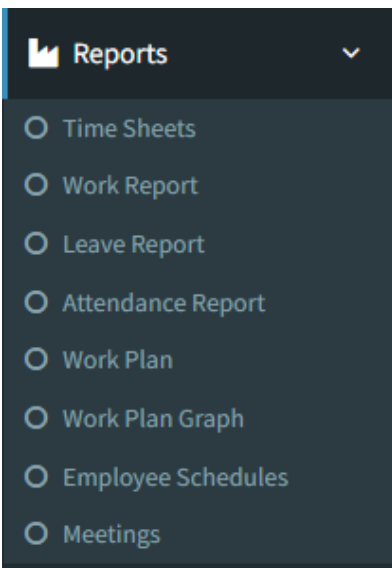 Reports
Time Sheets
Work Report
Leave Report
Attendance Report
Work Plan
Work Plan Graph
Employee Schedules
Meetings